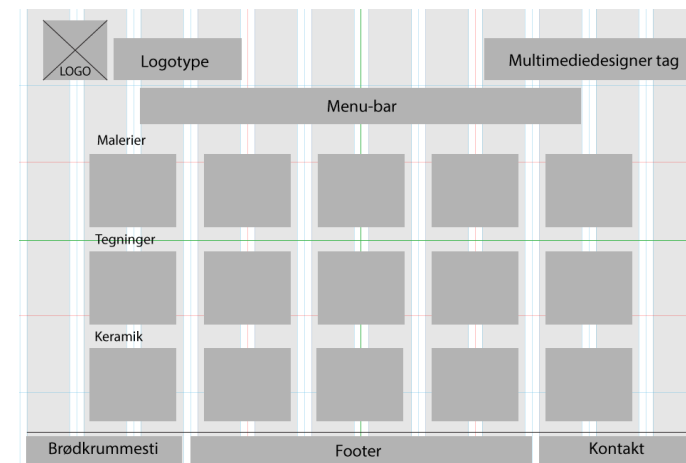 LOGO
Logotype
Multimediedesigner tag
Menu-bar
Malerier
Tegninger
Keramik
Brødkrummesti
Footer
Kontakt